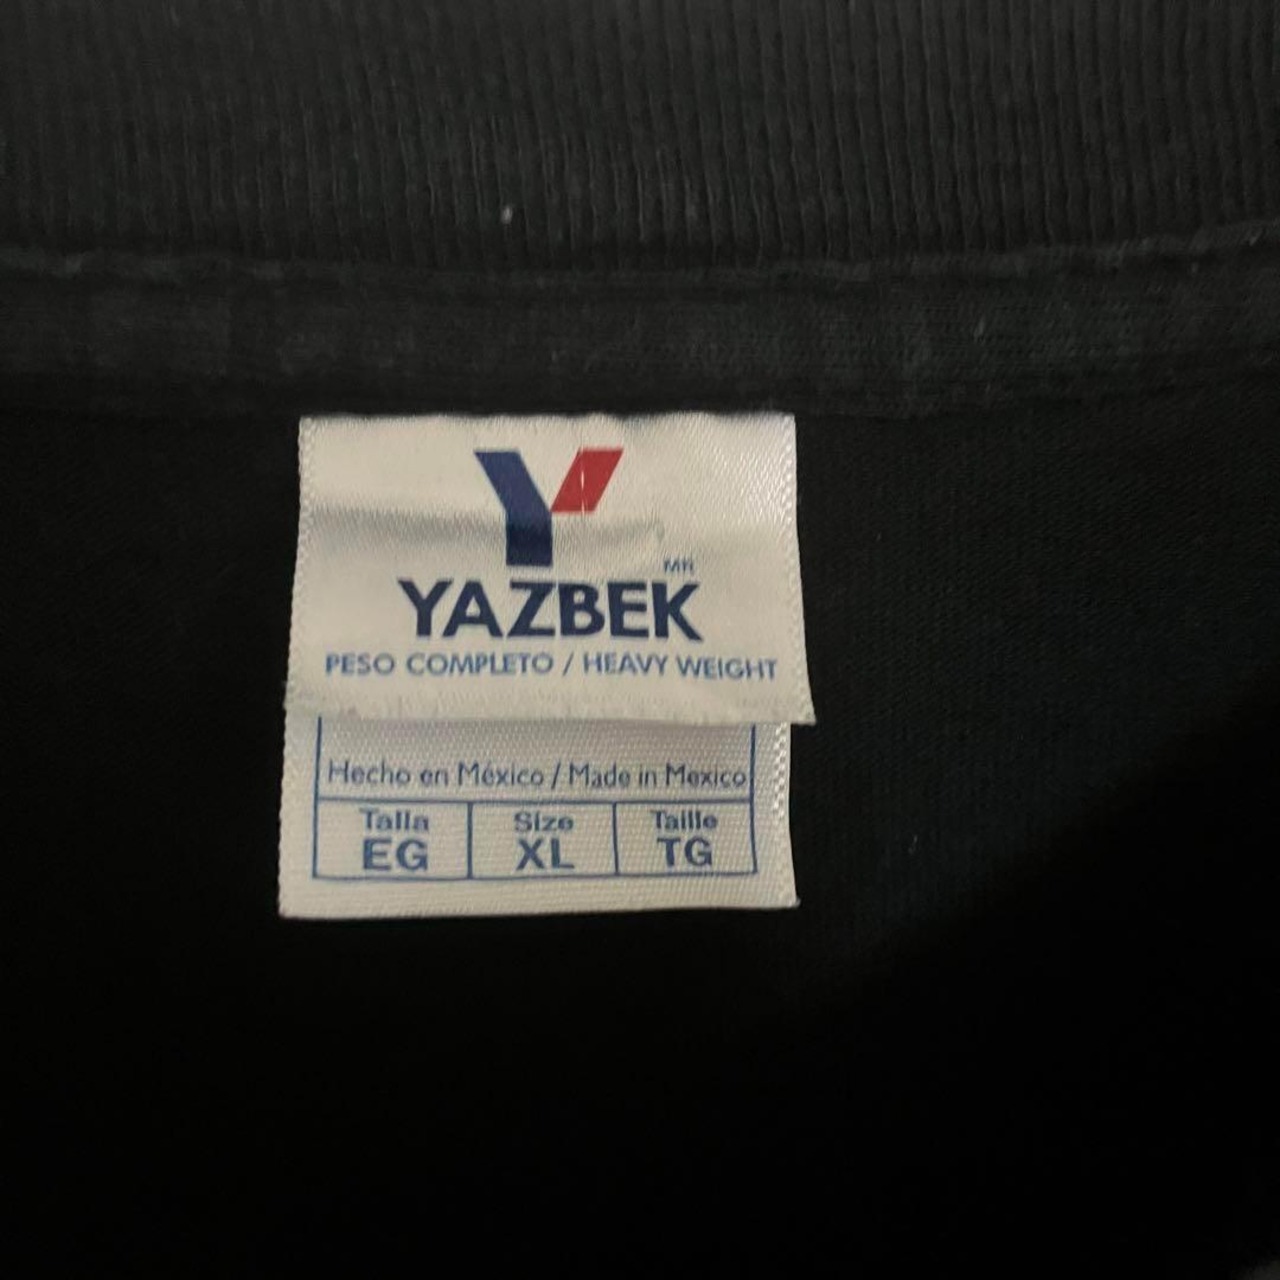 Y
MR
YAZBEK
PESO COMPLETO / HEAVY WEIGHT
Hecho en México / Made in Mexico
Talla Size Taille
EG XL TG